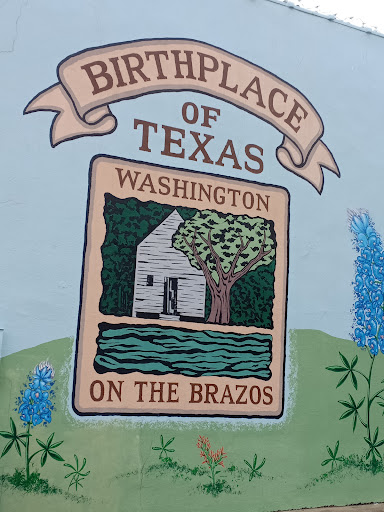 BIRTHPLACE
OF
TEXAS
WASHINGTON
ON THE BRAZOS